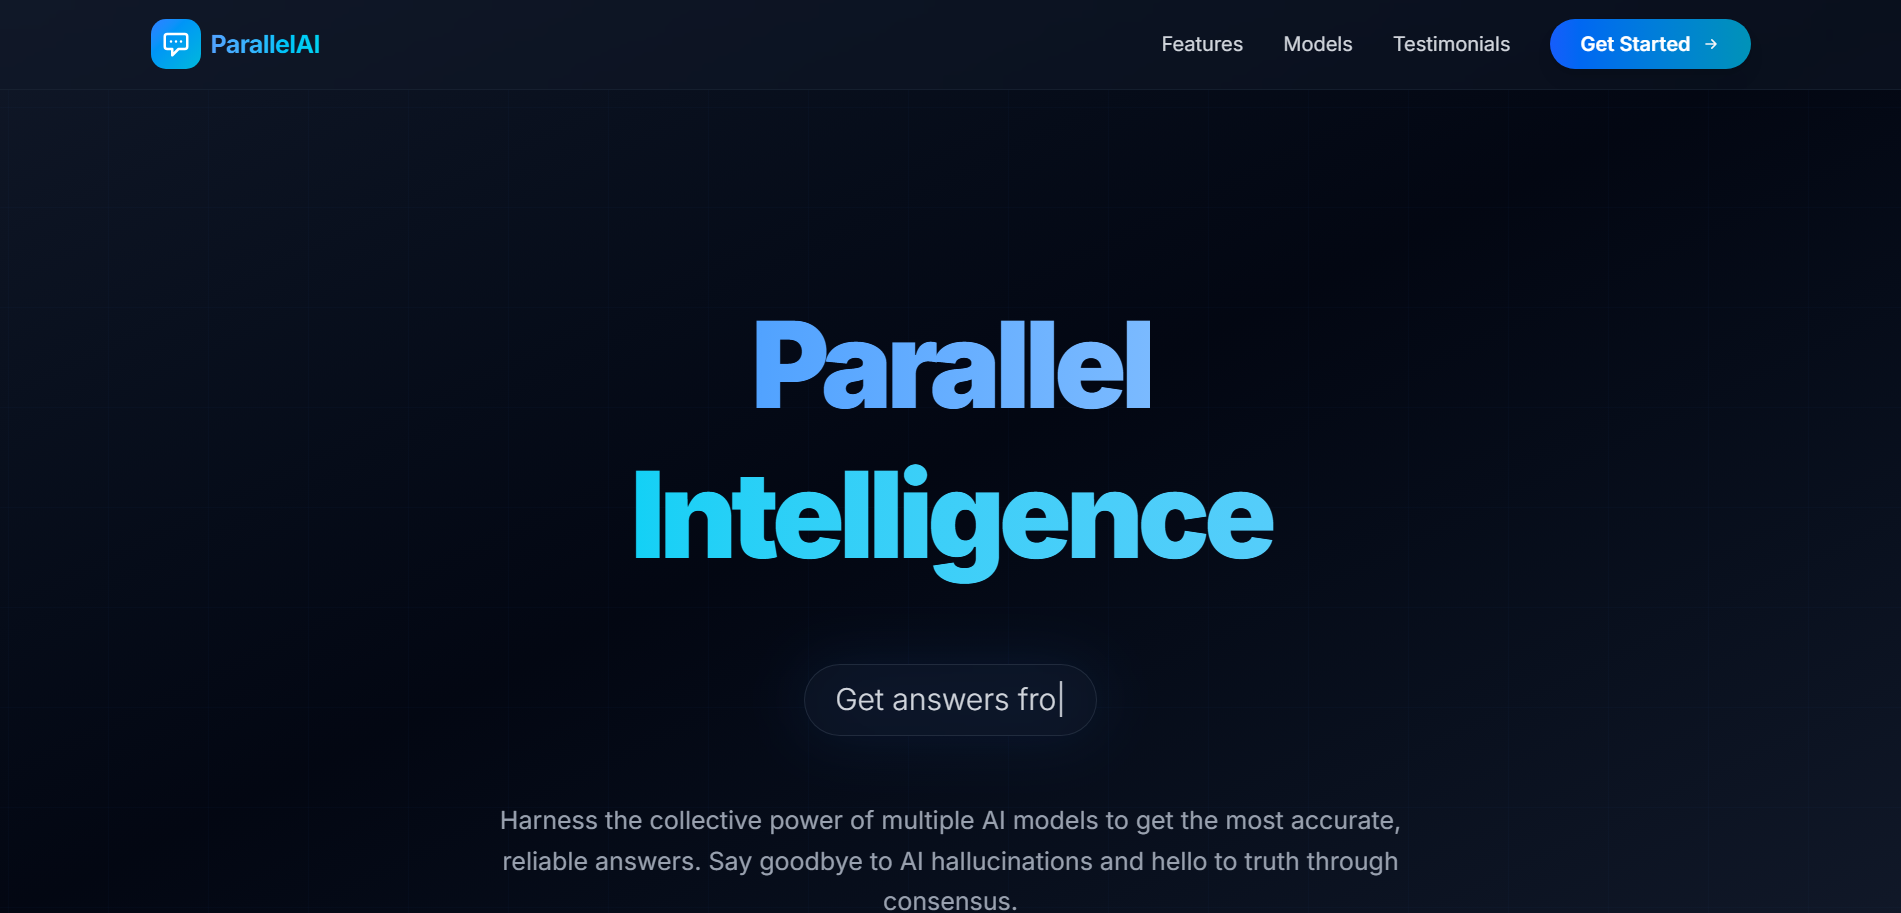 ParallelAI
Features
Models
Testimonials
Get Started →
Parallel
Intelligence
Get answers fro|
Harness the collective power of multiple AI models to get the most accurate,
reliable answers. Say goodbye to AI hallucinations and hello to truth through
consensus.